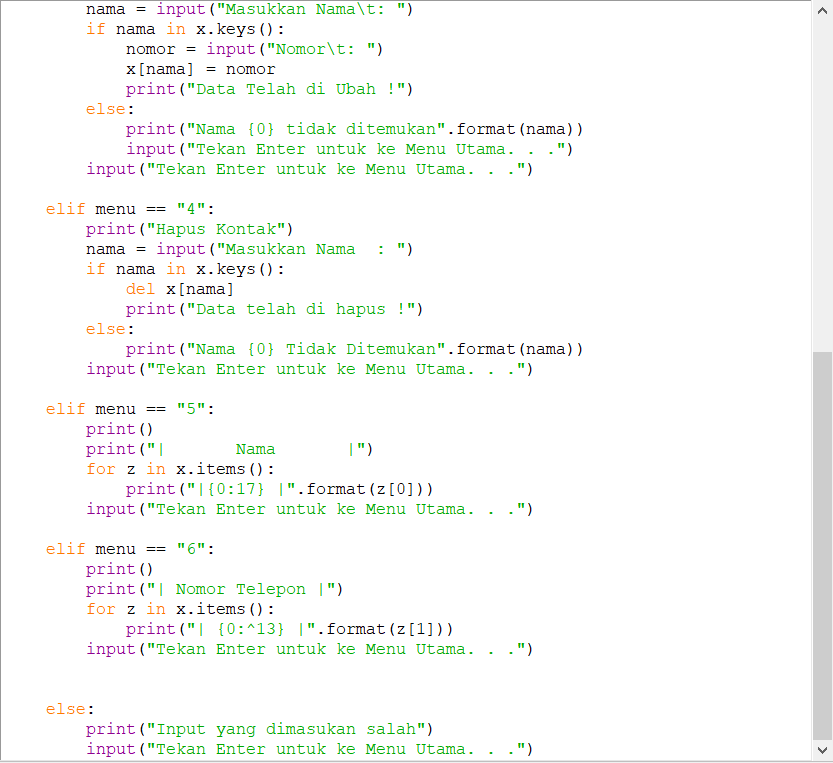 nama = input("Masukkan Nama\t: ")
        if nama in x.keys():
            nomor = input("Nomor\t: ")
            x[nama] = nomor
            print("Data Telah di Ubah !")
        else:
            print("Nama {0} tidak ditemukan".format(nama))
            input("Tekan Enter untuk ke Menu Utama. . .")
        input("Tekan Enter untuk ke Menu Utama. . .")

    elif menu == "4":
        print("Hapus Kontak")
        nama = input("Masukkan Nama  : ")
        if nama in x.keys():
            del x[nama]
            print("Data telah di hapus !")
        else:
            print("Nama {0} Tidak Ditemukan".format(nama))
        input("Tekan Enter untuk ke Menu Utama. . .")

    elif menu == "5":
        print()
        print("|       Nama       |")
        for z in x.items():
            print("|{0:17} |".format(z[0]))
        input("Tekan Enter untuk ke Menu Utama. . .")

    elif menu == "6":
        print()
        print("| Nomor Telepon |")
        for z in x.items():
            print("| {0:^13} |".format(z[1]))
        input("Tekan Enter untuk ke Menu Utama. . .")


    else:
        print("Input yang dimasukan salah")
        input("Tekan Enter untuk ke Menu Utama. . .")